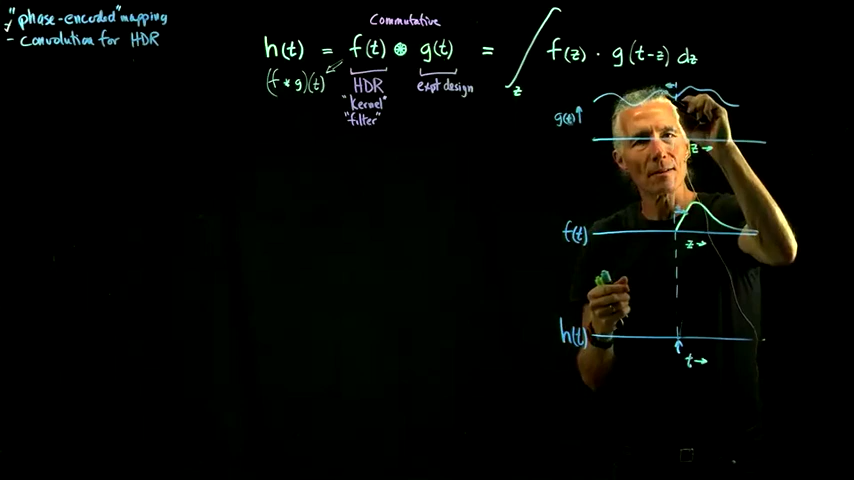 "phase-encoded" mapping
- Convolution for HDR
Commutative
h(t) = f(t) ⊛ g(t) = ∫z f(z) · g(t-z) dz
(f * g)(t)
HDR
"kernel"
"filter"
expt design
z →
f(t)
z →
h(t)
t →